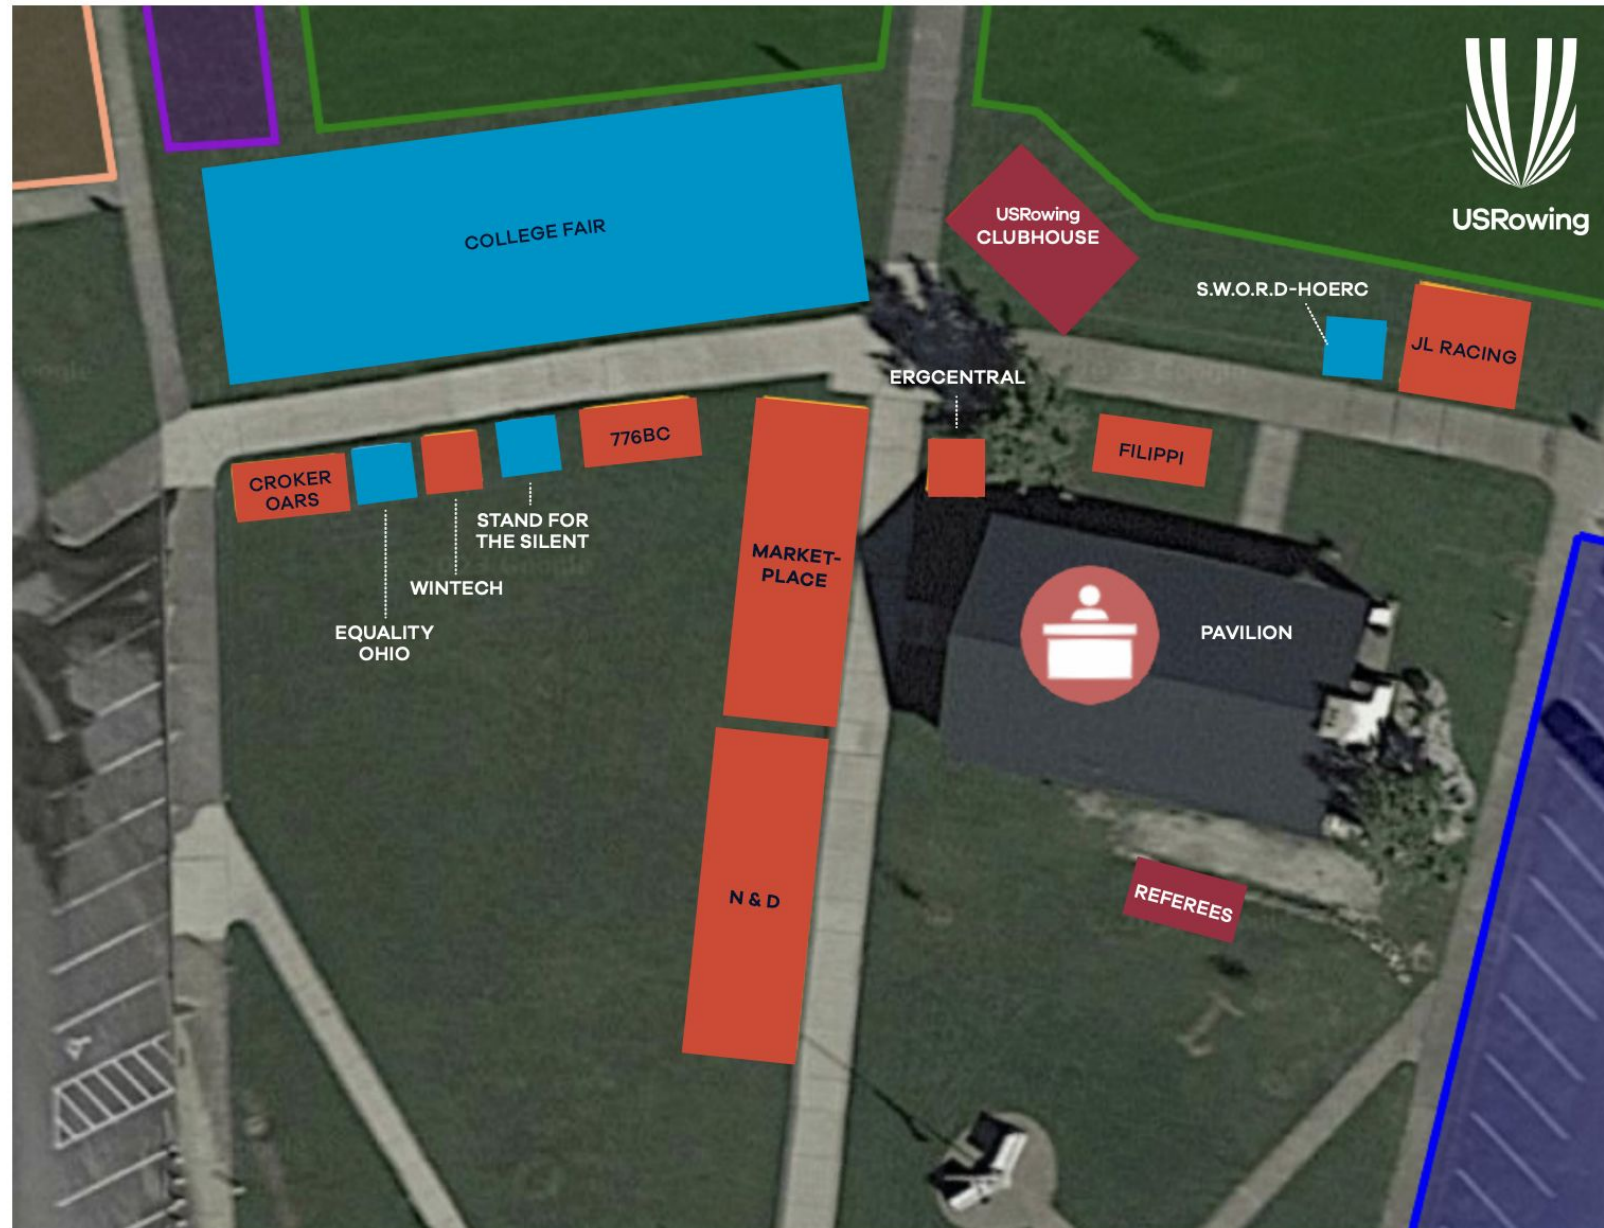 USRowing
COLLEGE FAIR
USRowing
CLUBHOUSE
S.W.O.R.D-HOERC
JL RACING
ERGCENTRAL
776BC
FILIPPI
CROKER
OARS
STAND FOR
THE SILENT
WINTECH
EQUALITY
OHIO
MARKET-
PLACE
PAVILION
N & D
REFEREES